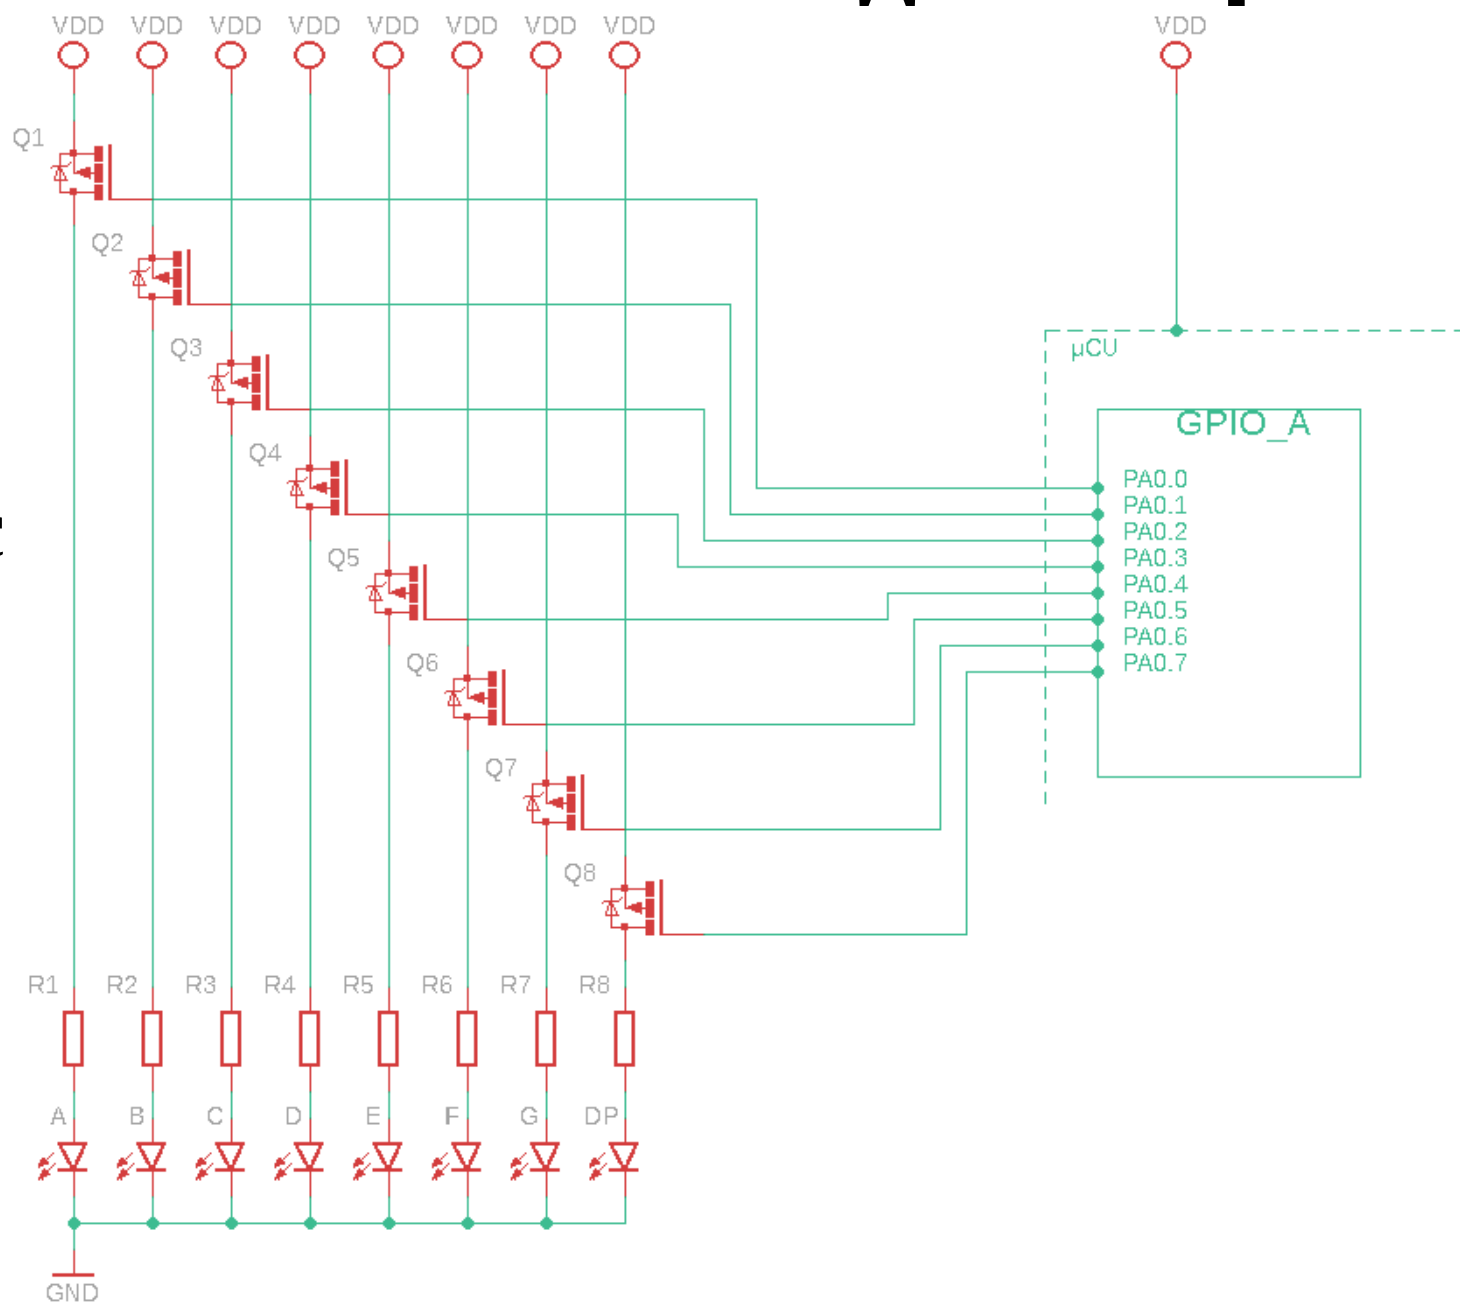 VDD VDD VDD VDD VDD VDD VDD VDD VDD
Q1
Q2
Q3
µCU
GPIO_A
Q4
PA0.0
PA0.1
PA0.2
PA0.3
Q5
PA0.4
PA0.5
PA0.6
PA0.7
Q6
Q7
Q8
R1 R2 R3 R4 R5 R6 R7 R8
A B C D E F G DP
GND